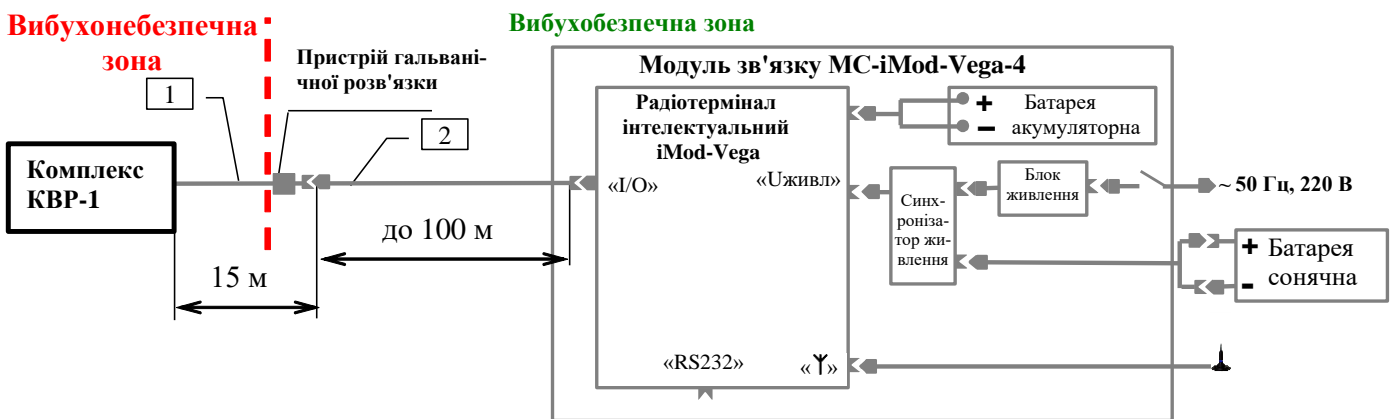 Вибухонебезпечна
зона
Вибухобезпечна зона
Пристрій гальвані-
чної розв'язки
1
2
Комплекс
КВР-1
15 м
до 100 м
Модуль зв'язку МС-iMod-Vega-4
Радіотермінал
інтелектуальний
iMod-Vega
«I/O»
«Uживл»
«RS232»
«»
+ Батарея
– акумуляторна
Синх-
роніза-
тор жи-
влення
Блок
живлення
~ 50 Гц, 220 В
+ Батарея
- сонячна